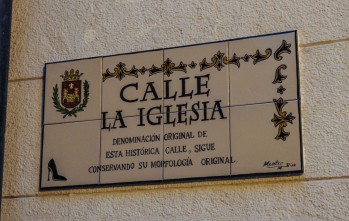 CALLE
LA IGLESIA
DENOMINACIÓN ORIGINAL DE
ESTA HISTÓRICA CALLE, SIGUE
CONSERVANDO SU MORFOLOGÍA ORIGINAL.